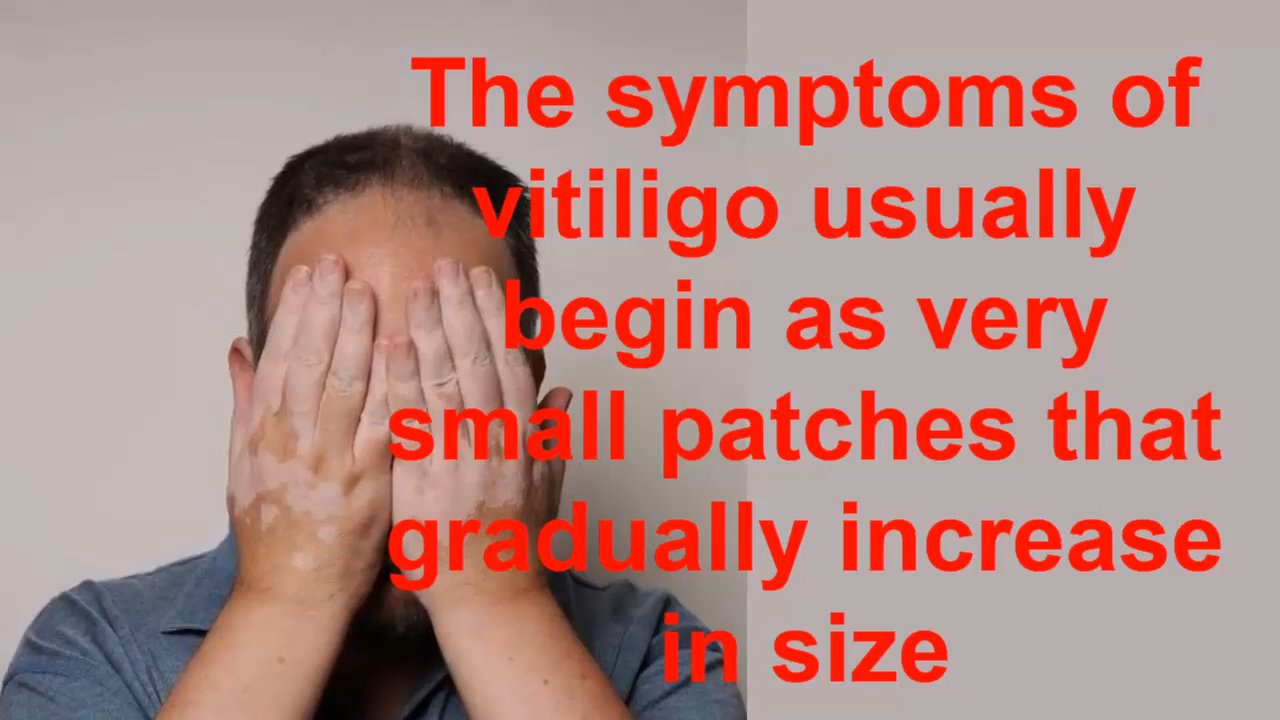 The symptoms of
vitiligo usually
begin as very
small patches that
gradually increase
in size